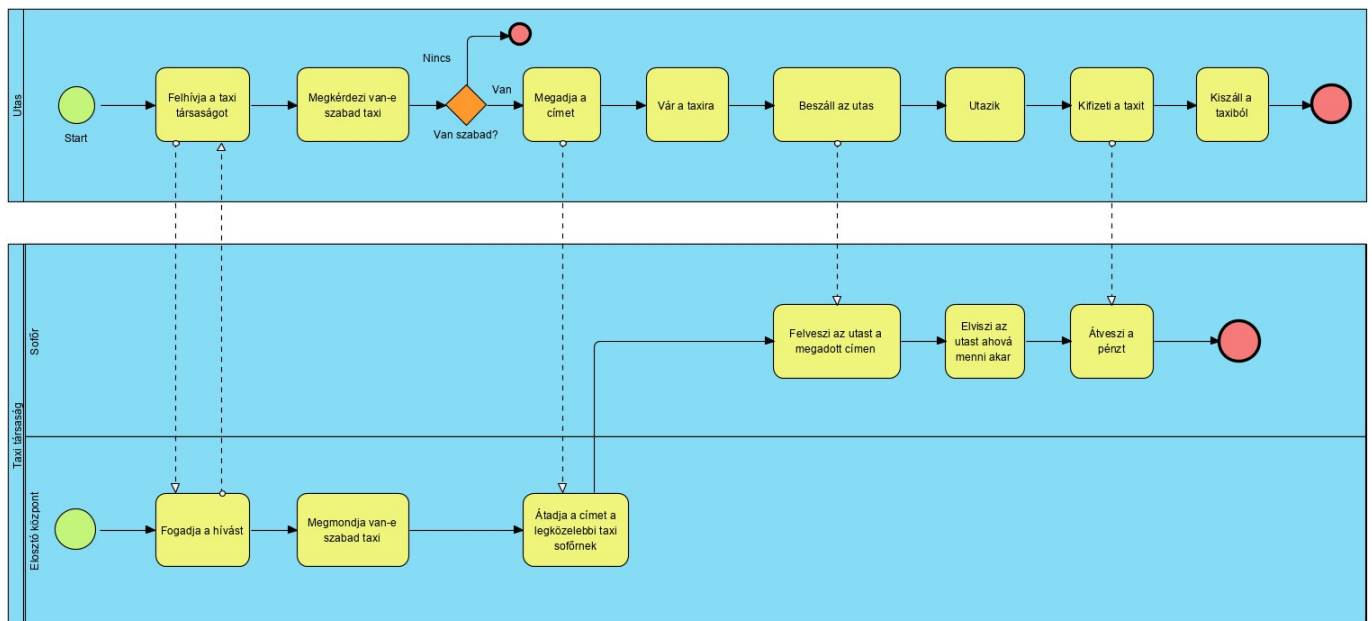 Utas
Start
Felhívja a taxi
társaságot
Megkérdezi van-e
szabad taxi
Nincs
Van szabad?
Van
Megadja a
címet
Vár a taxira
Beszáll az utas
Utazik
Kifizeti a taxit
Kiszáll a
taxiból
Taxi társaság
Sofőr
Felveszi az utast a
megadott címen
Elviszi az
utast ahová
menni akar
Átveszi a
pénzt
Elosztó központ
Fogadja a hívást
Megmondja van-e
szabad taxi
Átadja a címet a
legközelebbi taxi
sofőrnek